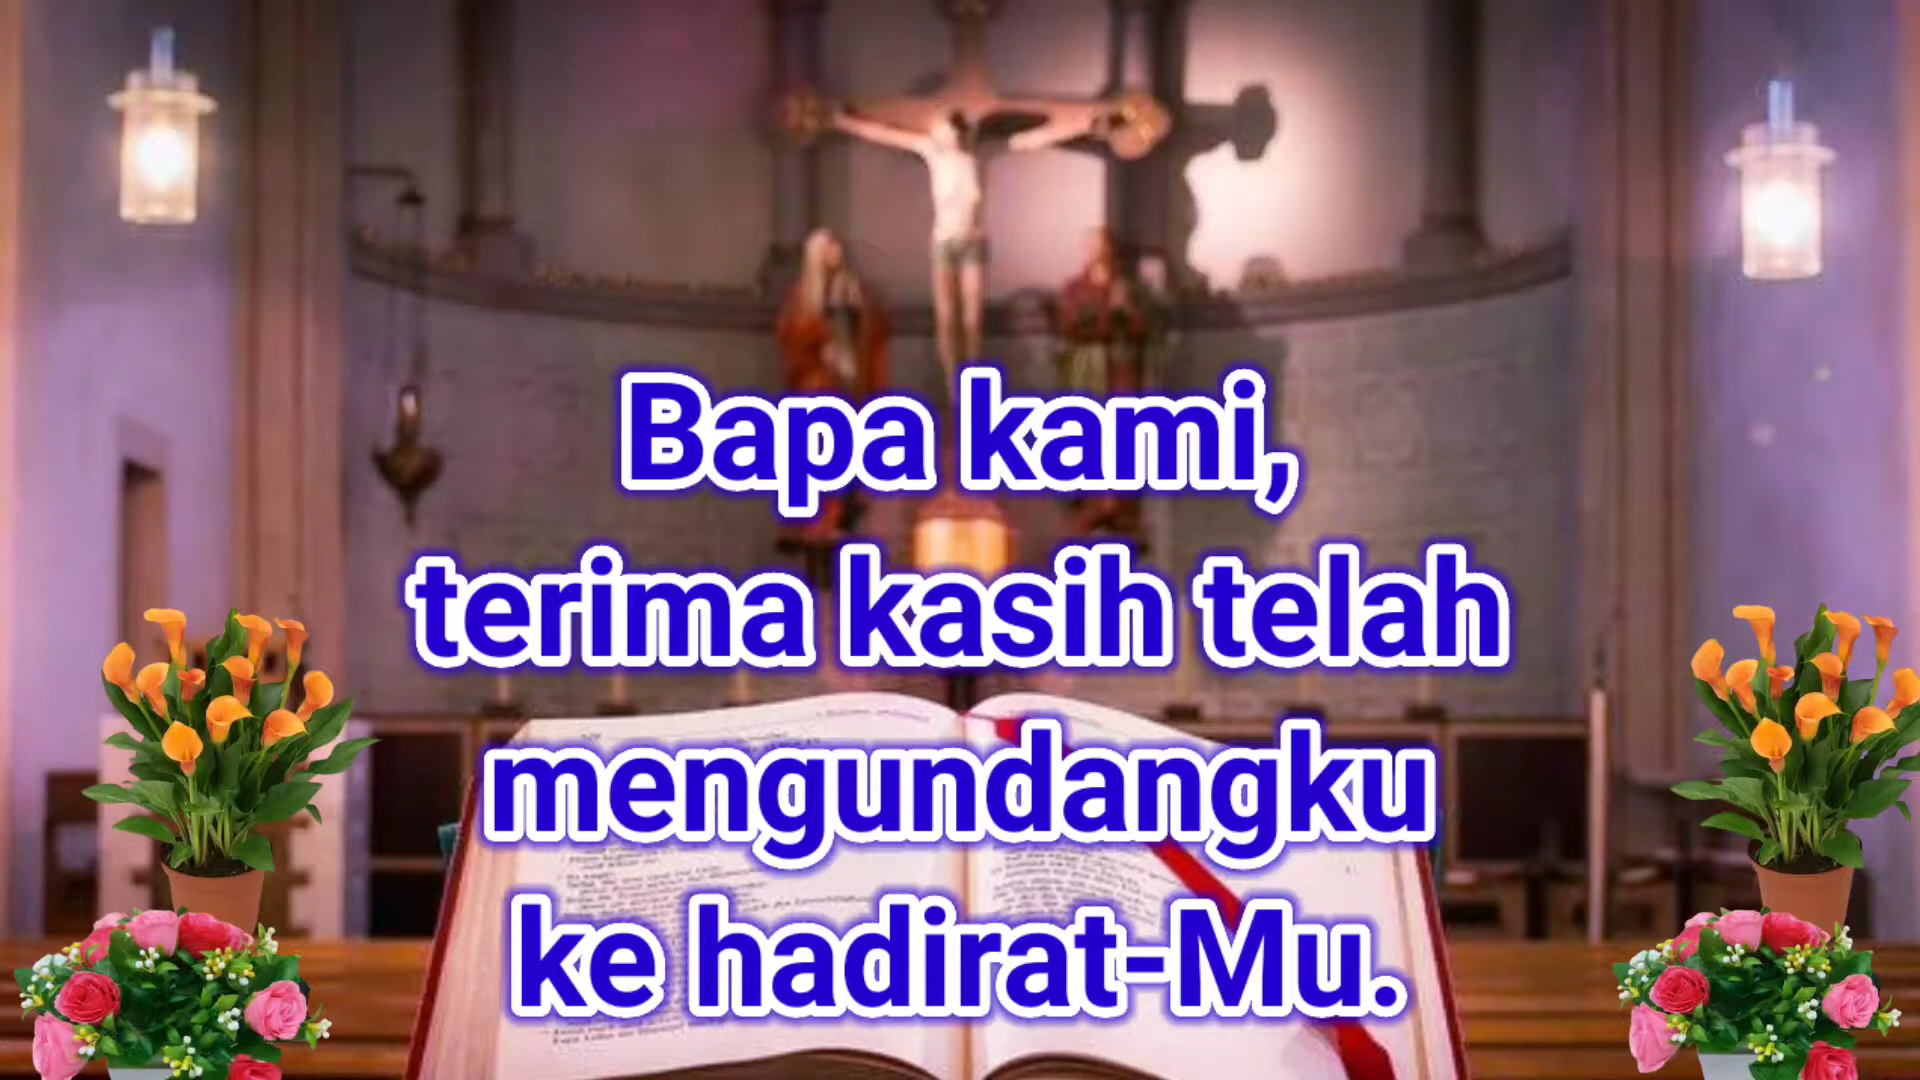 Bapa kami,
terima kasih telah
mengundangku
ke hadirat-Mu.